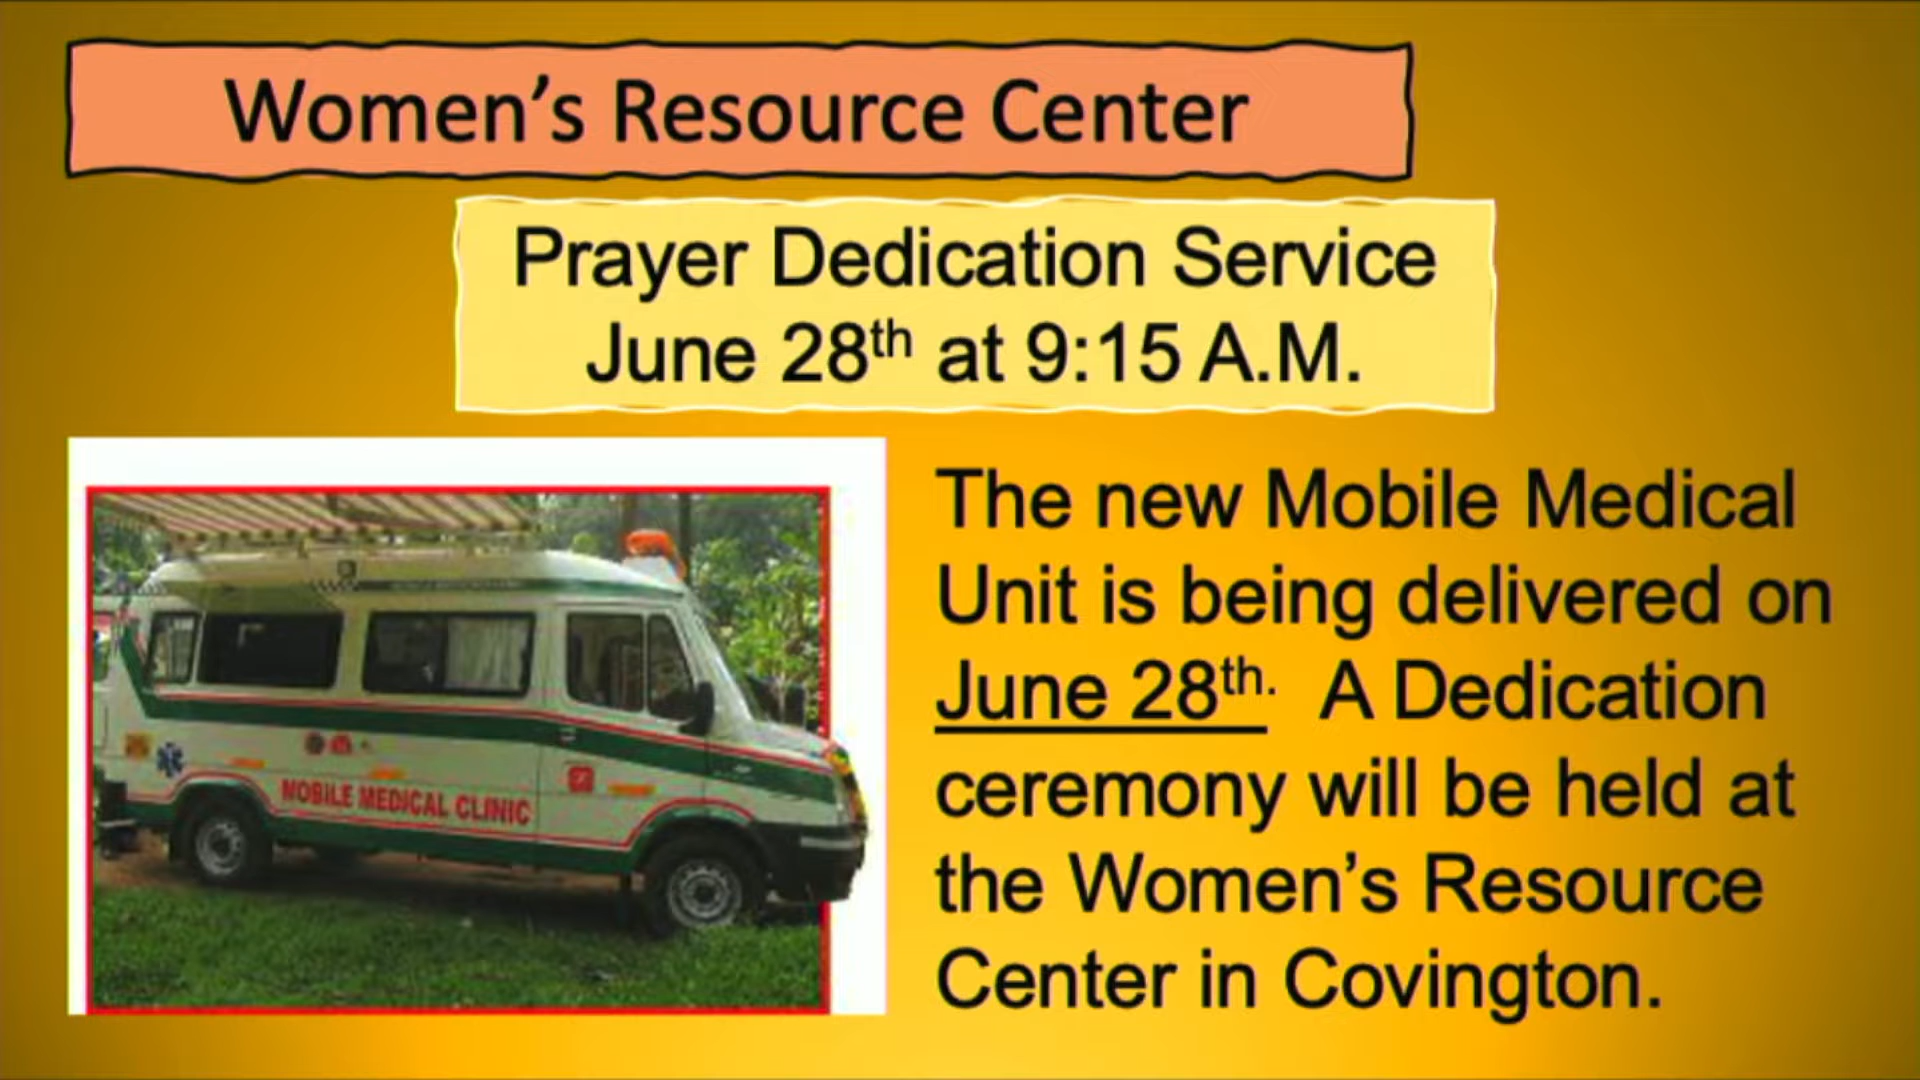 Women’s Resource Center
Prayer Dedication Service
June 28th at 9:15 A.M.
The new Mobile Medical
Unit is being delivered on
June 28th. A Dedication
ceremony will be held at
the Women’s Resource
Center in Covington.
MOBILE MEDICAL CLINIC